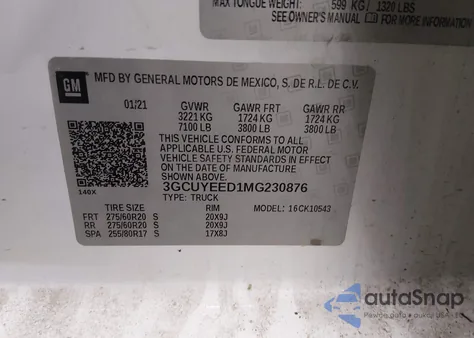 MAX TONGUE WEIGHT: 599 KG/ 1320 LBS
SEE OWNER'S MANUAL FOR MORE
GM
MFD BY GENERAL MOTORS DE MEXICO, S. DE R.L. DE C.V.
01/21 GVWR GAWR FRT GAWR RR
3221 KG 1724 KG 1724 KG
7100 LB 3800 LB 3800 LB
THIS VEHICLE CONFORMS TO ALL
APPLICABLE U.S. FEDERAL MOTOR
VEHICLE SAFETY, BUMPER, AND
THEFT PREVENTION STANDARDS IN
EFFECT ON THE DATE OF
MANUFACTURE SHOWN ABOVE.
140X
3GCUYEED1MG230876
TYPE: TRUCK MODEL: 16CK10543
TIRE SIZE RIM
FRT 275/60R20 S 20X9J
RR 275/60R20 S 20X9J
SPA 255/80R17 S 17X8J
autoSnap